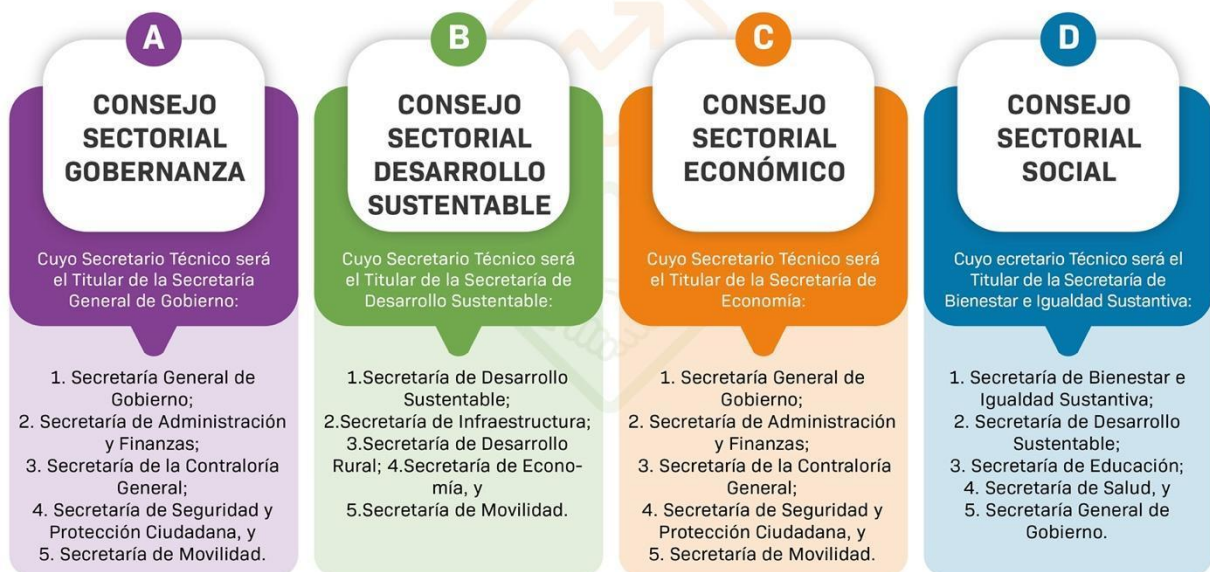 A
CONSEJO
SECTORIAL
GOBERNANZA
Cuyo Secretario Técnico será
el Titular de la Secretaría
General de Gobierno:
1. Secretaría General de
Gobierno;
2. Secretaría de Administración
y Finanzas;
3. Secretaría de la Contraloría
General;
4. Secretaría de Seguridad y
Protección Ciudadana, y
5. Secretaría de Movilidad.
B
CONSEJO
SECTORIAL
DESARROLLO
SUSTENTABLE
Cuyo Secretario Técnico será
el Titular de la Secretaría de
Desarrollo Sustentable:
1.Secretaría de Desarrollo
Sustentable;
2.Secretaría de Infraestructura;
3.Secretaría de Desarrollo
Rural; 4.Secretaría de Econo-
mía, y
5.Secretaría de Movilidad.
C
CONSEJO
SECTORIAL
ECONÓMICO
Cuyo Secretario Técnico será
el Titular de la Secretaría de
Economía:
1. Secretaría General de
Gobierno;
2. Secretaría de Administración
y Finanzas;
3. Secretaría de la Contraloría
General;
4. Secretaría de Seguridad y
Protección Ciudadana, y
5. Secretaría de Movilidad.
D
CONSEJO
SECTORIAL
SOCIAL
Cuyo ecretario Técnico será el
Titular de la Secretaría de
Bienestar e Igualdad Sustantiva:
1. Secretaría de Bienestar e
Igualdad Sustantiva;
2. Secretaría de Desarrollo
Sustentable;
3. Secretaría de Educación;
4. Secretaría de Salud, y
5. Secretaría General de
Gobierno.